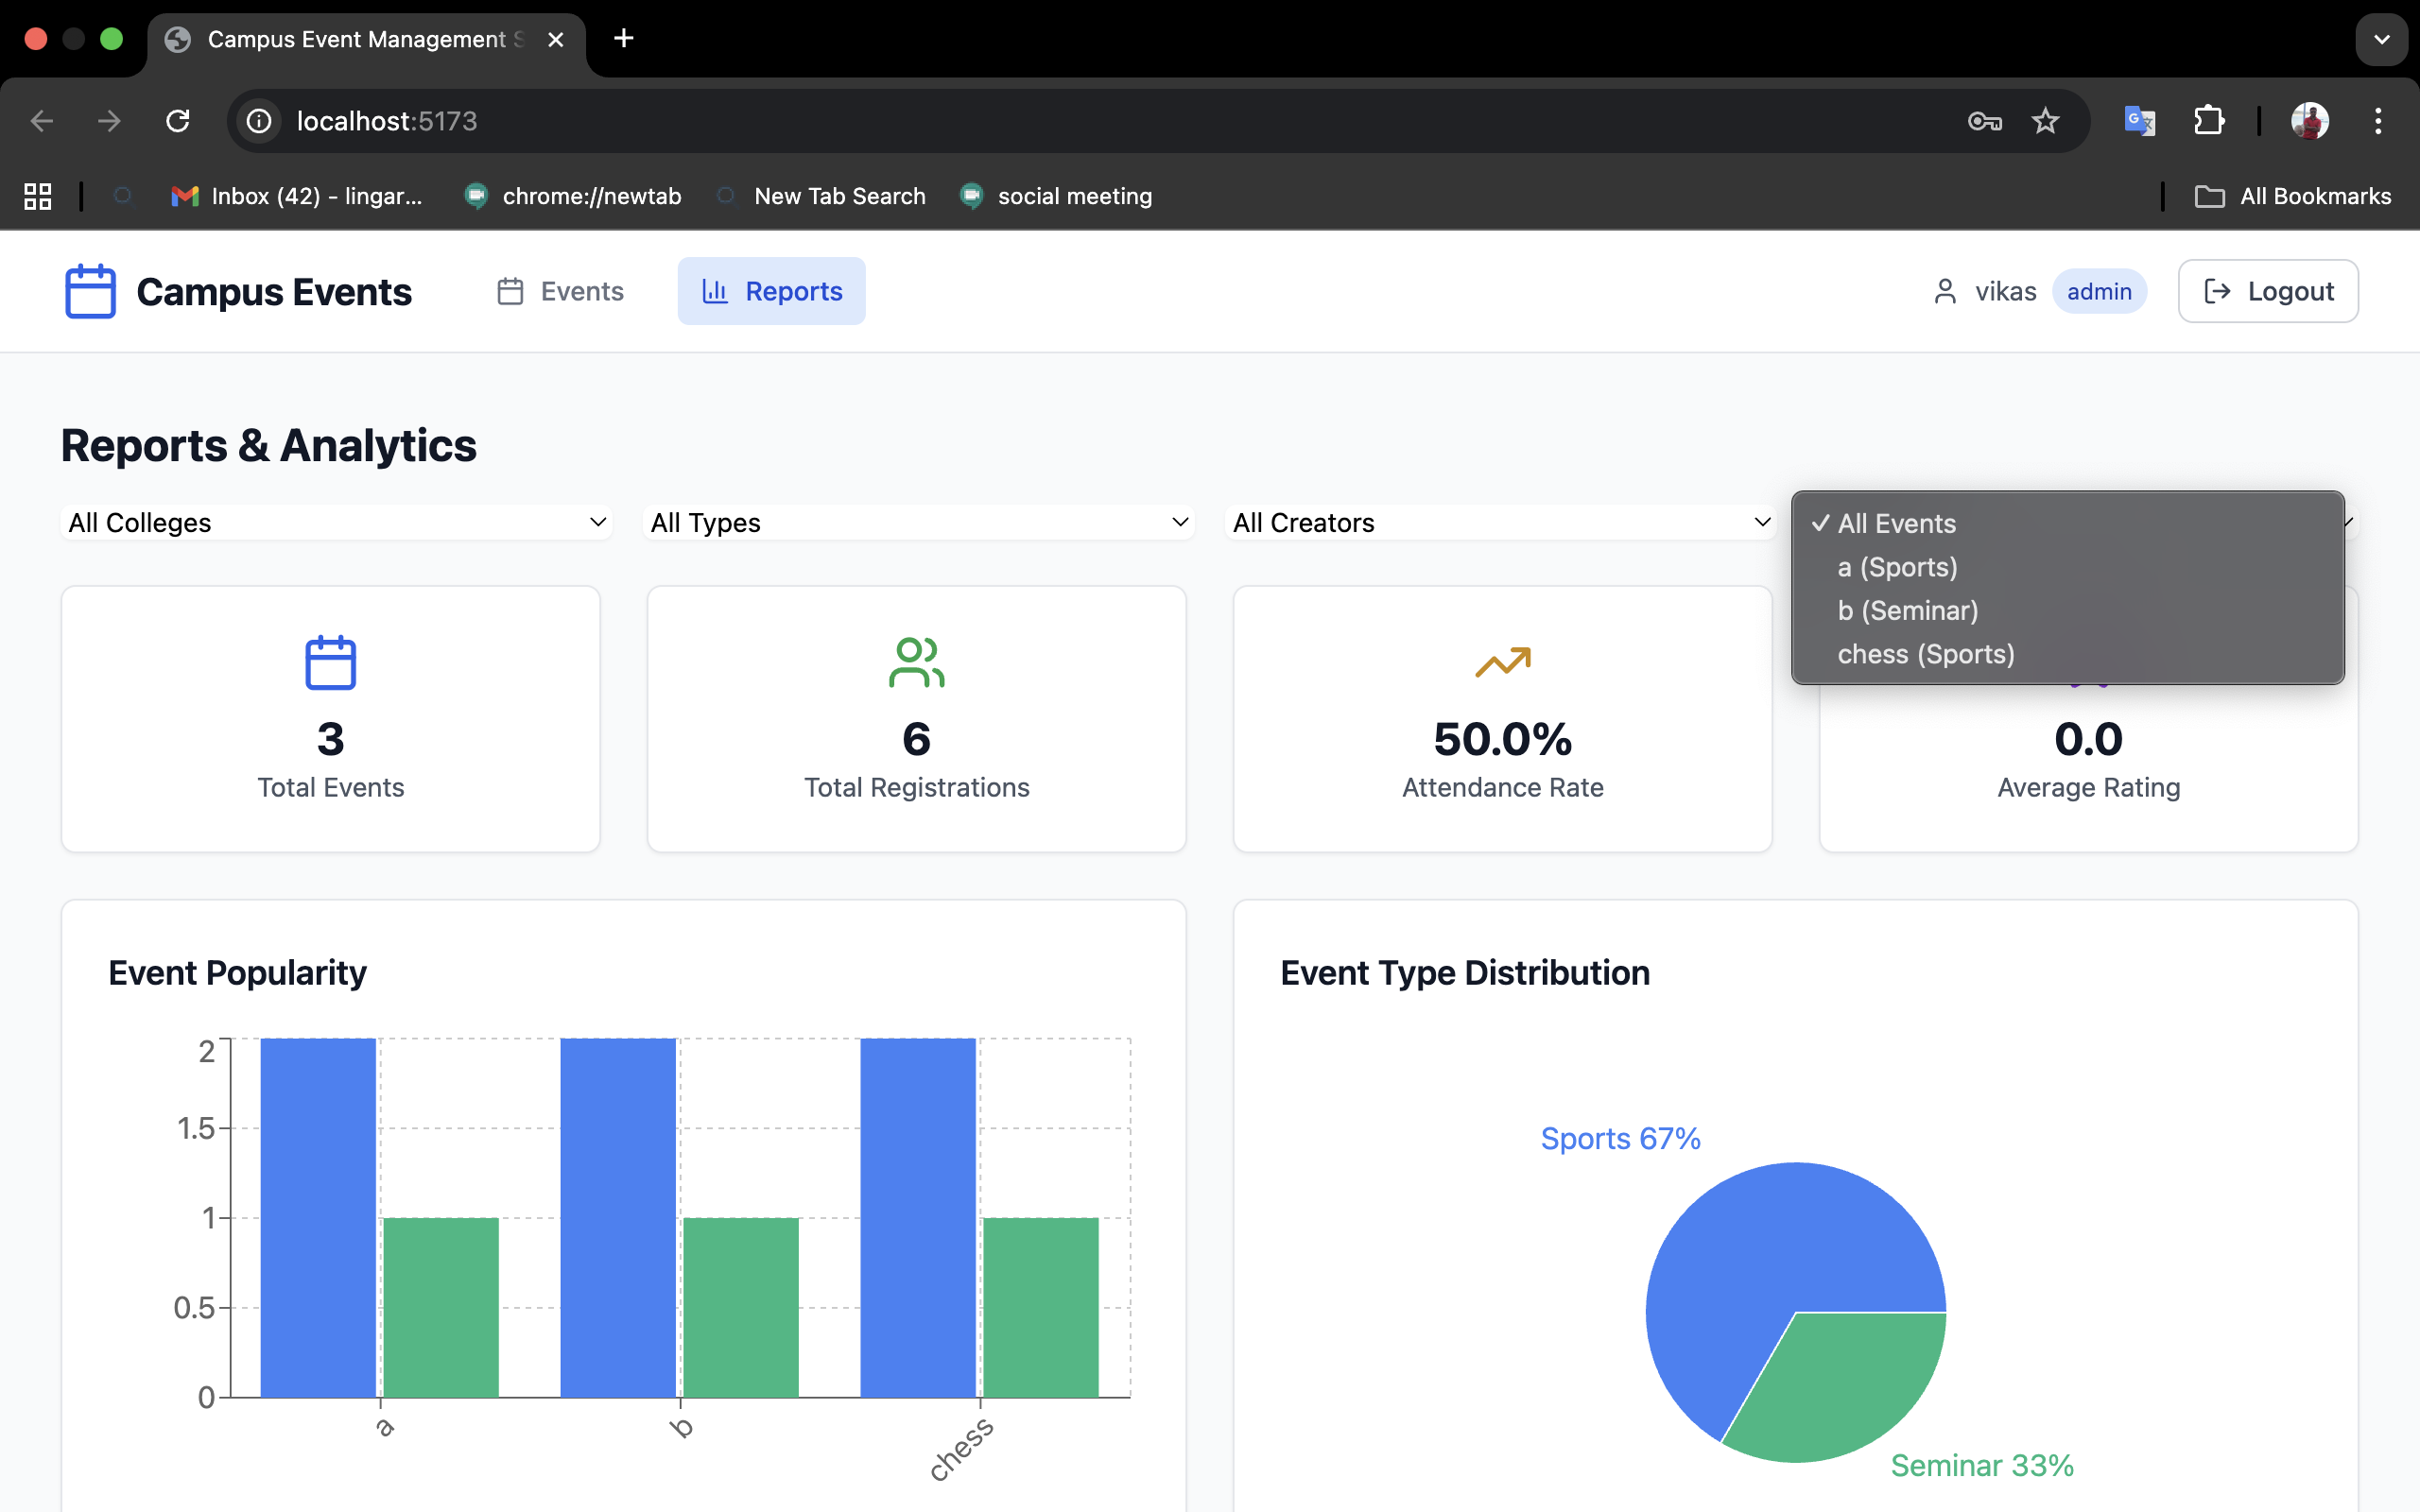 Campus Event Management S
localhost:5173
Inbox (42) - lingar...
chrome://newtab
New Tab Search
social meeting
All Bookmarks
Campus Events
Events
Reports
vikas
admin
Logout
Reports & Analytics
All Colleges
All Types
All Creators
✓ All Events
a (Sports)
b (Seminar)
chess (Sports)
3
Total Events
6
Total Registrations
50.0%
Attendance Rate
0.0
Average Rating
Event Popularity
2
1.5
1
0.5
0
a
b
chess
Event Type Distribution
Sports 67%
Seminar 33%